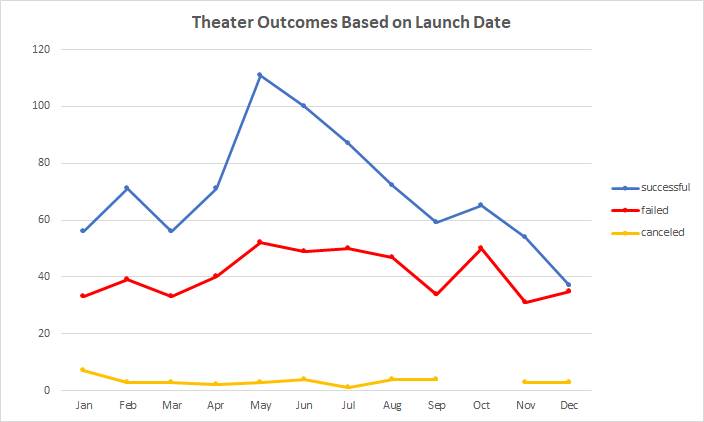 Theater Outcomes Based on Launch Date
120
100
80
60
40
20
0
Jan Feb Mar Apr May Jun Jul Aug Sep Oct Nov Dec
successful
failed
canceled